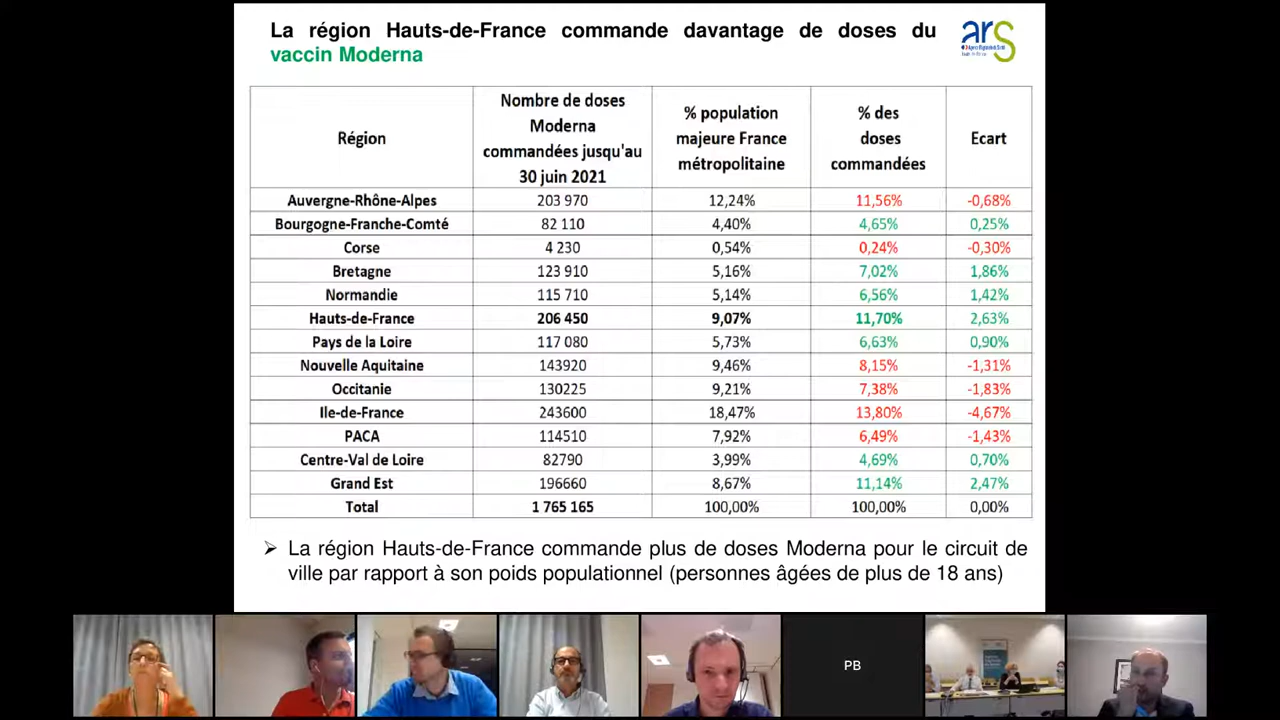 La région Hauts-de-France commande davantage de doses du
vaccin Moderna
ars
Région
Nombre de doses
Moderna
commandées jusqu'au
30 juin 2021
% population
majeure France
métropolitaine
% des
doses
commandées
Ecart
Auvergne-Rhône-Alpes 203 970 12,24% 11,56% -0,68%
Bourgogne-Franche-Comté 82 110 4,40% 4,65% 0,25%
Corse 4 230 0,54% 0,24% -0,30%
Bretagne 123 910 5,16% 7,02% 1,86%
Normandie 115 710 5,14% 6,56% 1,42%
Hauts-de-France 206 450 9,07% 11,70% 2,63%
Pays de la Loire 117 080 5,73% 6,63% 0,90%
Nouvelle Aquitaine 143920 9,46% 8,15% -1,31%
Occitanie 130225 9,21% 7,38% -1,83%
Ile-de-France 243600 18,47% 13,80% -4,67%
PACA 114510 7,92% 6,49% -1,43%
Centre-Val de Loire 82790 3,99% 4,69% 0,70%
Grand Est 196660 8,67% 11,14% 2,47%
Total 1 765 165 100,00% 100,00% 0,00%
➢ La région Hauts-de-France commande plus de doses Moderna pour le circuit de
ville par rapport à son poids populationnel (personnes âgées de plus de 18 ans)
PB